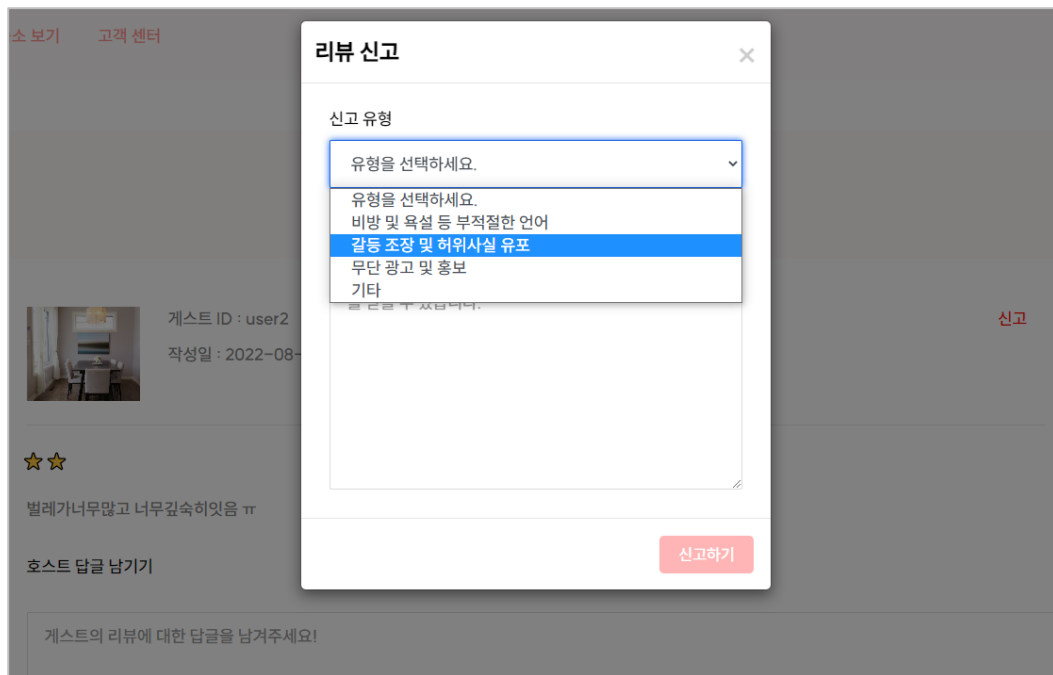 소 보기
고객 센터
리뷰 신고
×
신고 유형
유형을 선택하세요.
유형을 선택하세요.
비방 및 욕설 등 부적절한 언어
갈등 조장 및 허위사실 유포
무단 광고 및 홍보
기타
수 있습니다.
게스트 ID : user2
신고
작성일 : 2022-08-
벌레가너무많고 너무깊숙히잇음 ㅠ
호스트 답글 남기기
신고하기
게스트의 리뷰에 대한 답글을 남겨주세요!